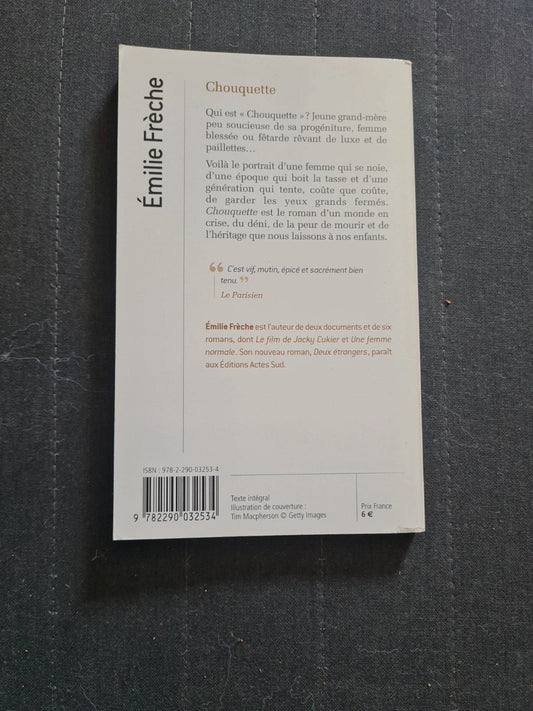 Émilie Frèche
Chouquette
Qui est « Chouquette »? Jeune grand-mère
peu soucieuse de sa progéniture, femme
blessée ou fêtarde rêvant de luxe et de
paillettes...
Voilà le portrait d'une femme qui se noie,
d'une époque qui boit la tasse et d'une
génération qui tente, coûte que coûte,
de garder les yeux grands fermés.
Chouquette est le roman d'un monde en
crise, du déni, de la peur de mourir et de
de l'héritage que nous laissons à nos enfants.
“ C'est vif, mutin, épicé et sacrément bien
tenu. ”
Le Parisien
Émilie Frèche est l'auteur de deux documents et de six
romans, dont Le film de Jacky Cukier et Une femme
normale. Son nouveau roman, Deux étrangers, paraît
aux Éditions Actes Sud.
ISBN : 978-2-290-03253-4
9 782290 032534
Texte intégral
Illustration de couverture :
Tim Macpherson © Getty Images
Prix France
6 €